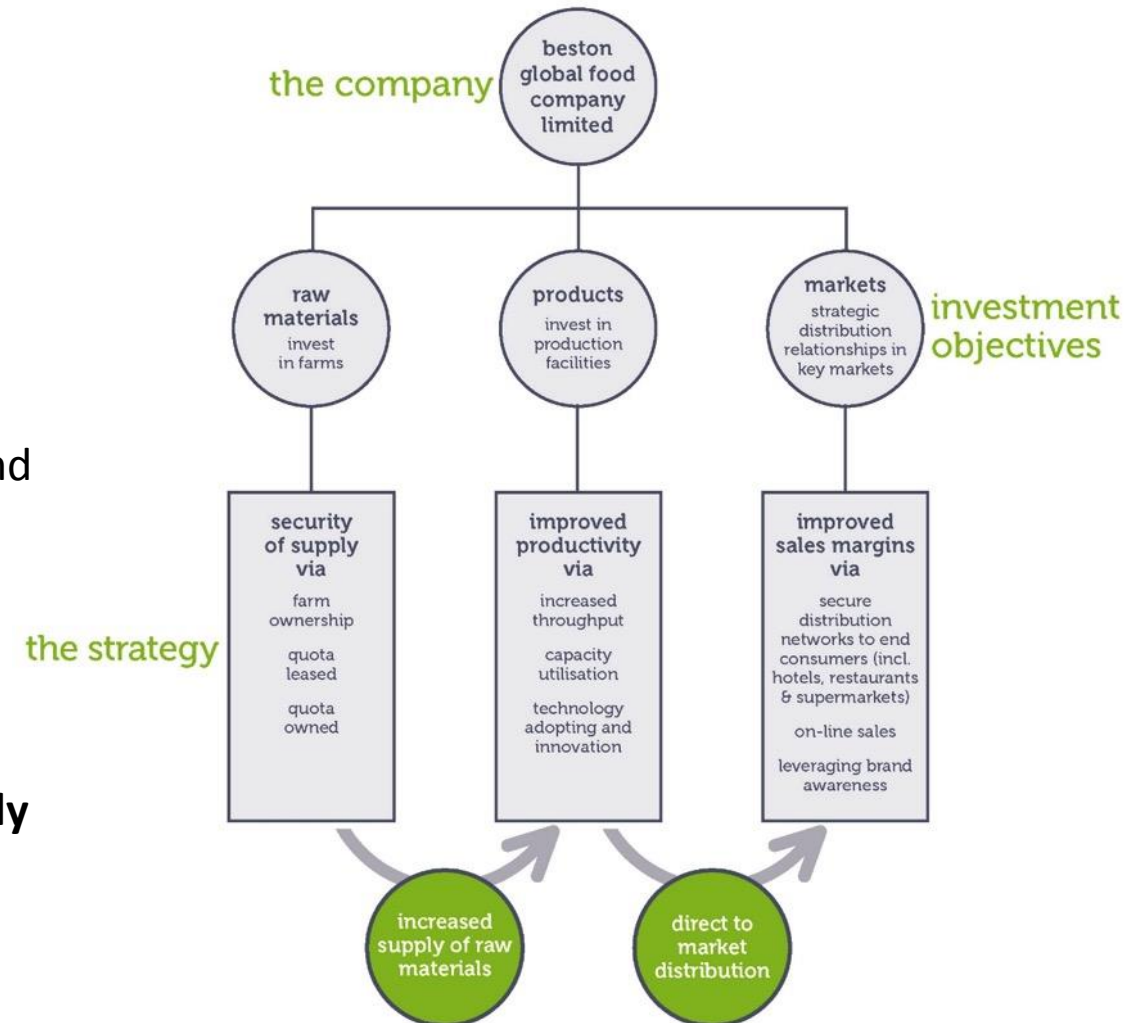 beston
global food
company
limited
the company
raw
materials
invest
in farms
products
invest in
production
facilities
markets
strategic
distribution
relationships in
key markets
investment
objectives
nd
security
of supply
via
farm
ownership
quota
leased
quota
owned
improved
productivity
via
increased
throughput
capacity
utilisation
technology
adopting and
innovation
improved
sales margins
via
secure
distribution
networks to end
consumers (incl.
hotels, restaurants
& supermarkets)
on-line sales
leveraging brand
awareness
the strategy
ly
increased
supply of raw
materials
direct to
market
distribution